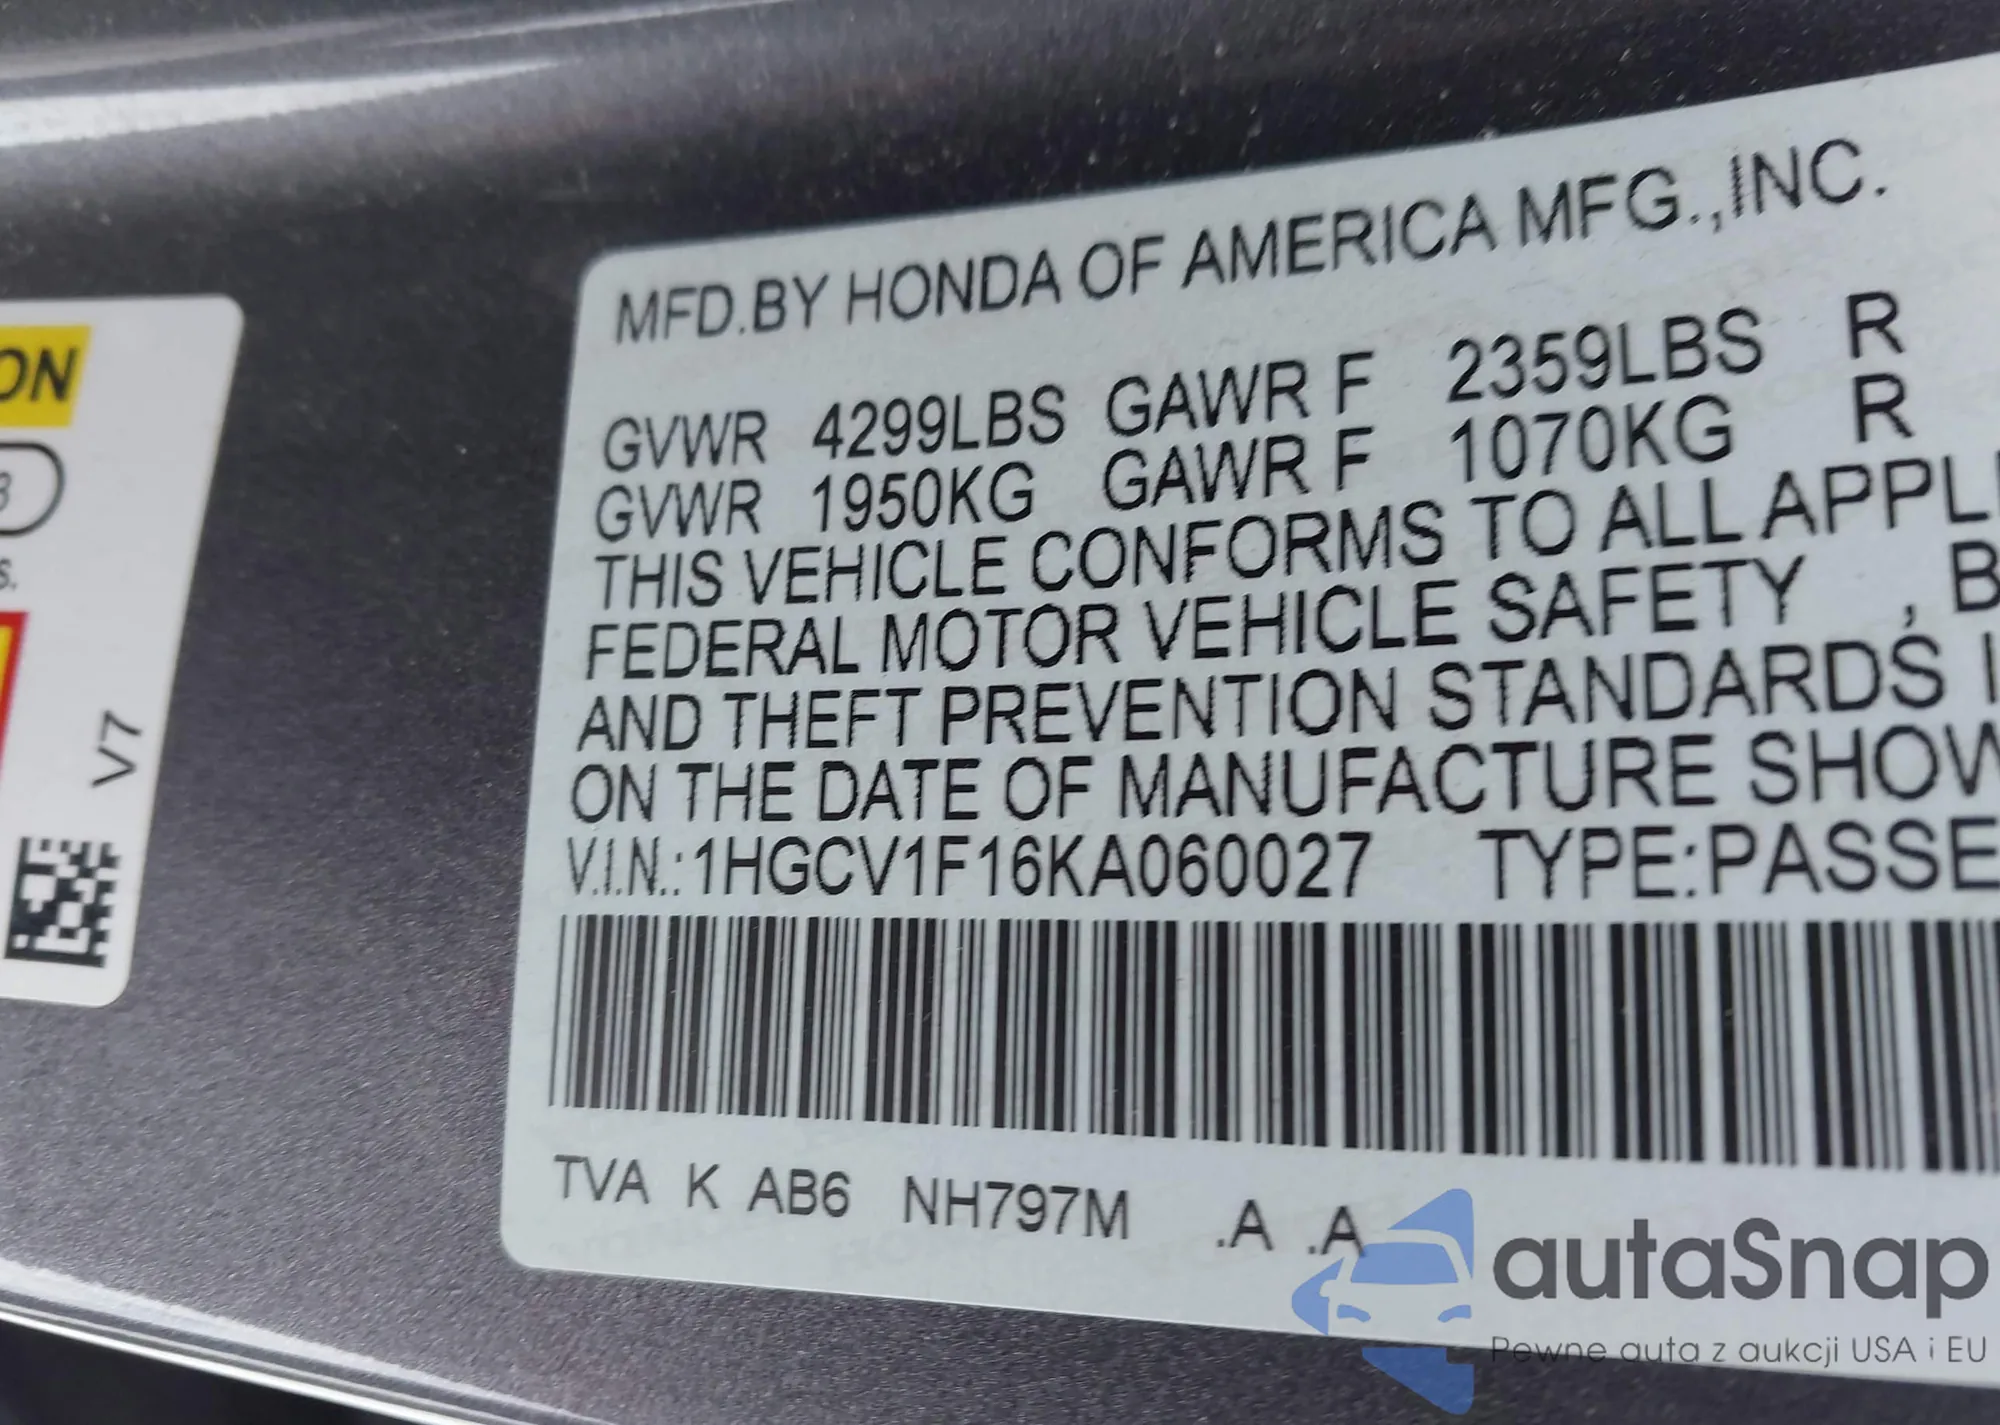 ON
3
S.
V7
MFD.BY HONDA OF AMERICA MFG.,INC.
GVWR 4299LBS GAWR F 2359LBS R
GVWR 1950KG GAWR F 1070KG R
THIS VEHICLE CONFORMS TO ALL APPLI
FEDERAL MOTOR VEHICLE SAFETY , B
AND THEFT PREVENTION STANDARDS I
ON THE DATE OF MANUFACTURE SHOW
V.I.N.:1HGCV1F16KA060027 TYPE:PASSE
TVA K AB6 NH797M .A .A
autaSnap
Pewne auta z aukcji USA i EU